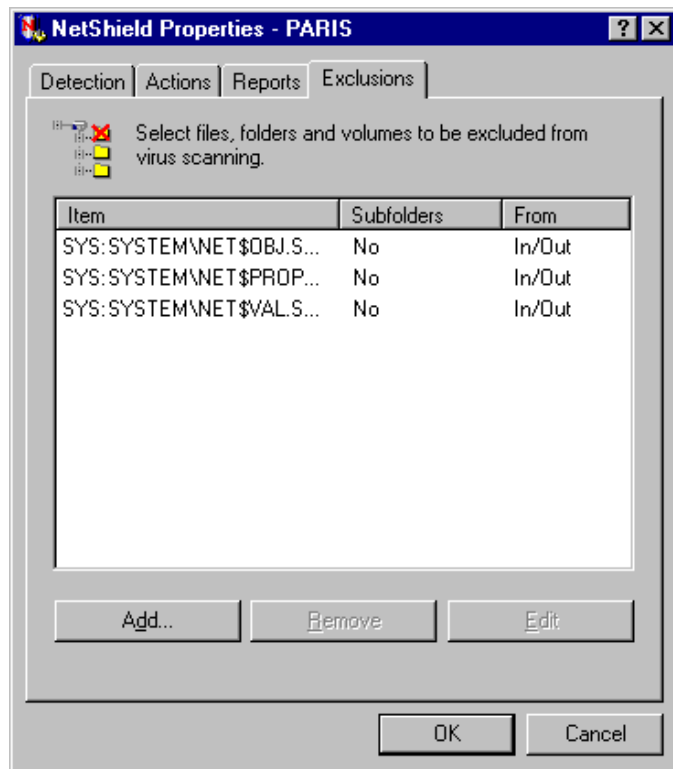 NetShield Properties - PARIS
Detection Actions Reports Exclusions
Select files, folders and volumes to be excluded from
virus scanning.
Item Subfolders From
SYS:SYSTEM\NET$OBJ.S... No In/Out
SYS:SYSTEM\NET$PROP... No In/Out
SYS:SYSTEM\NET$VAL.S... No In/Out
Add... Remove Edit
OK Cancel